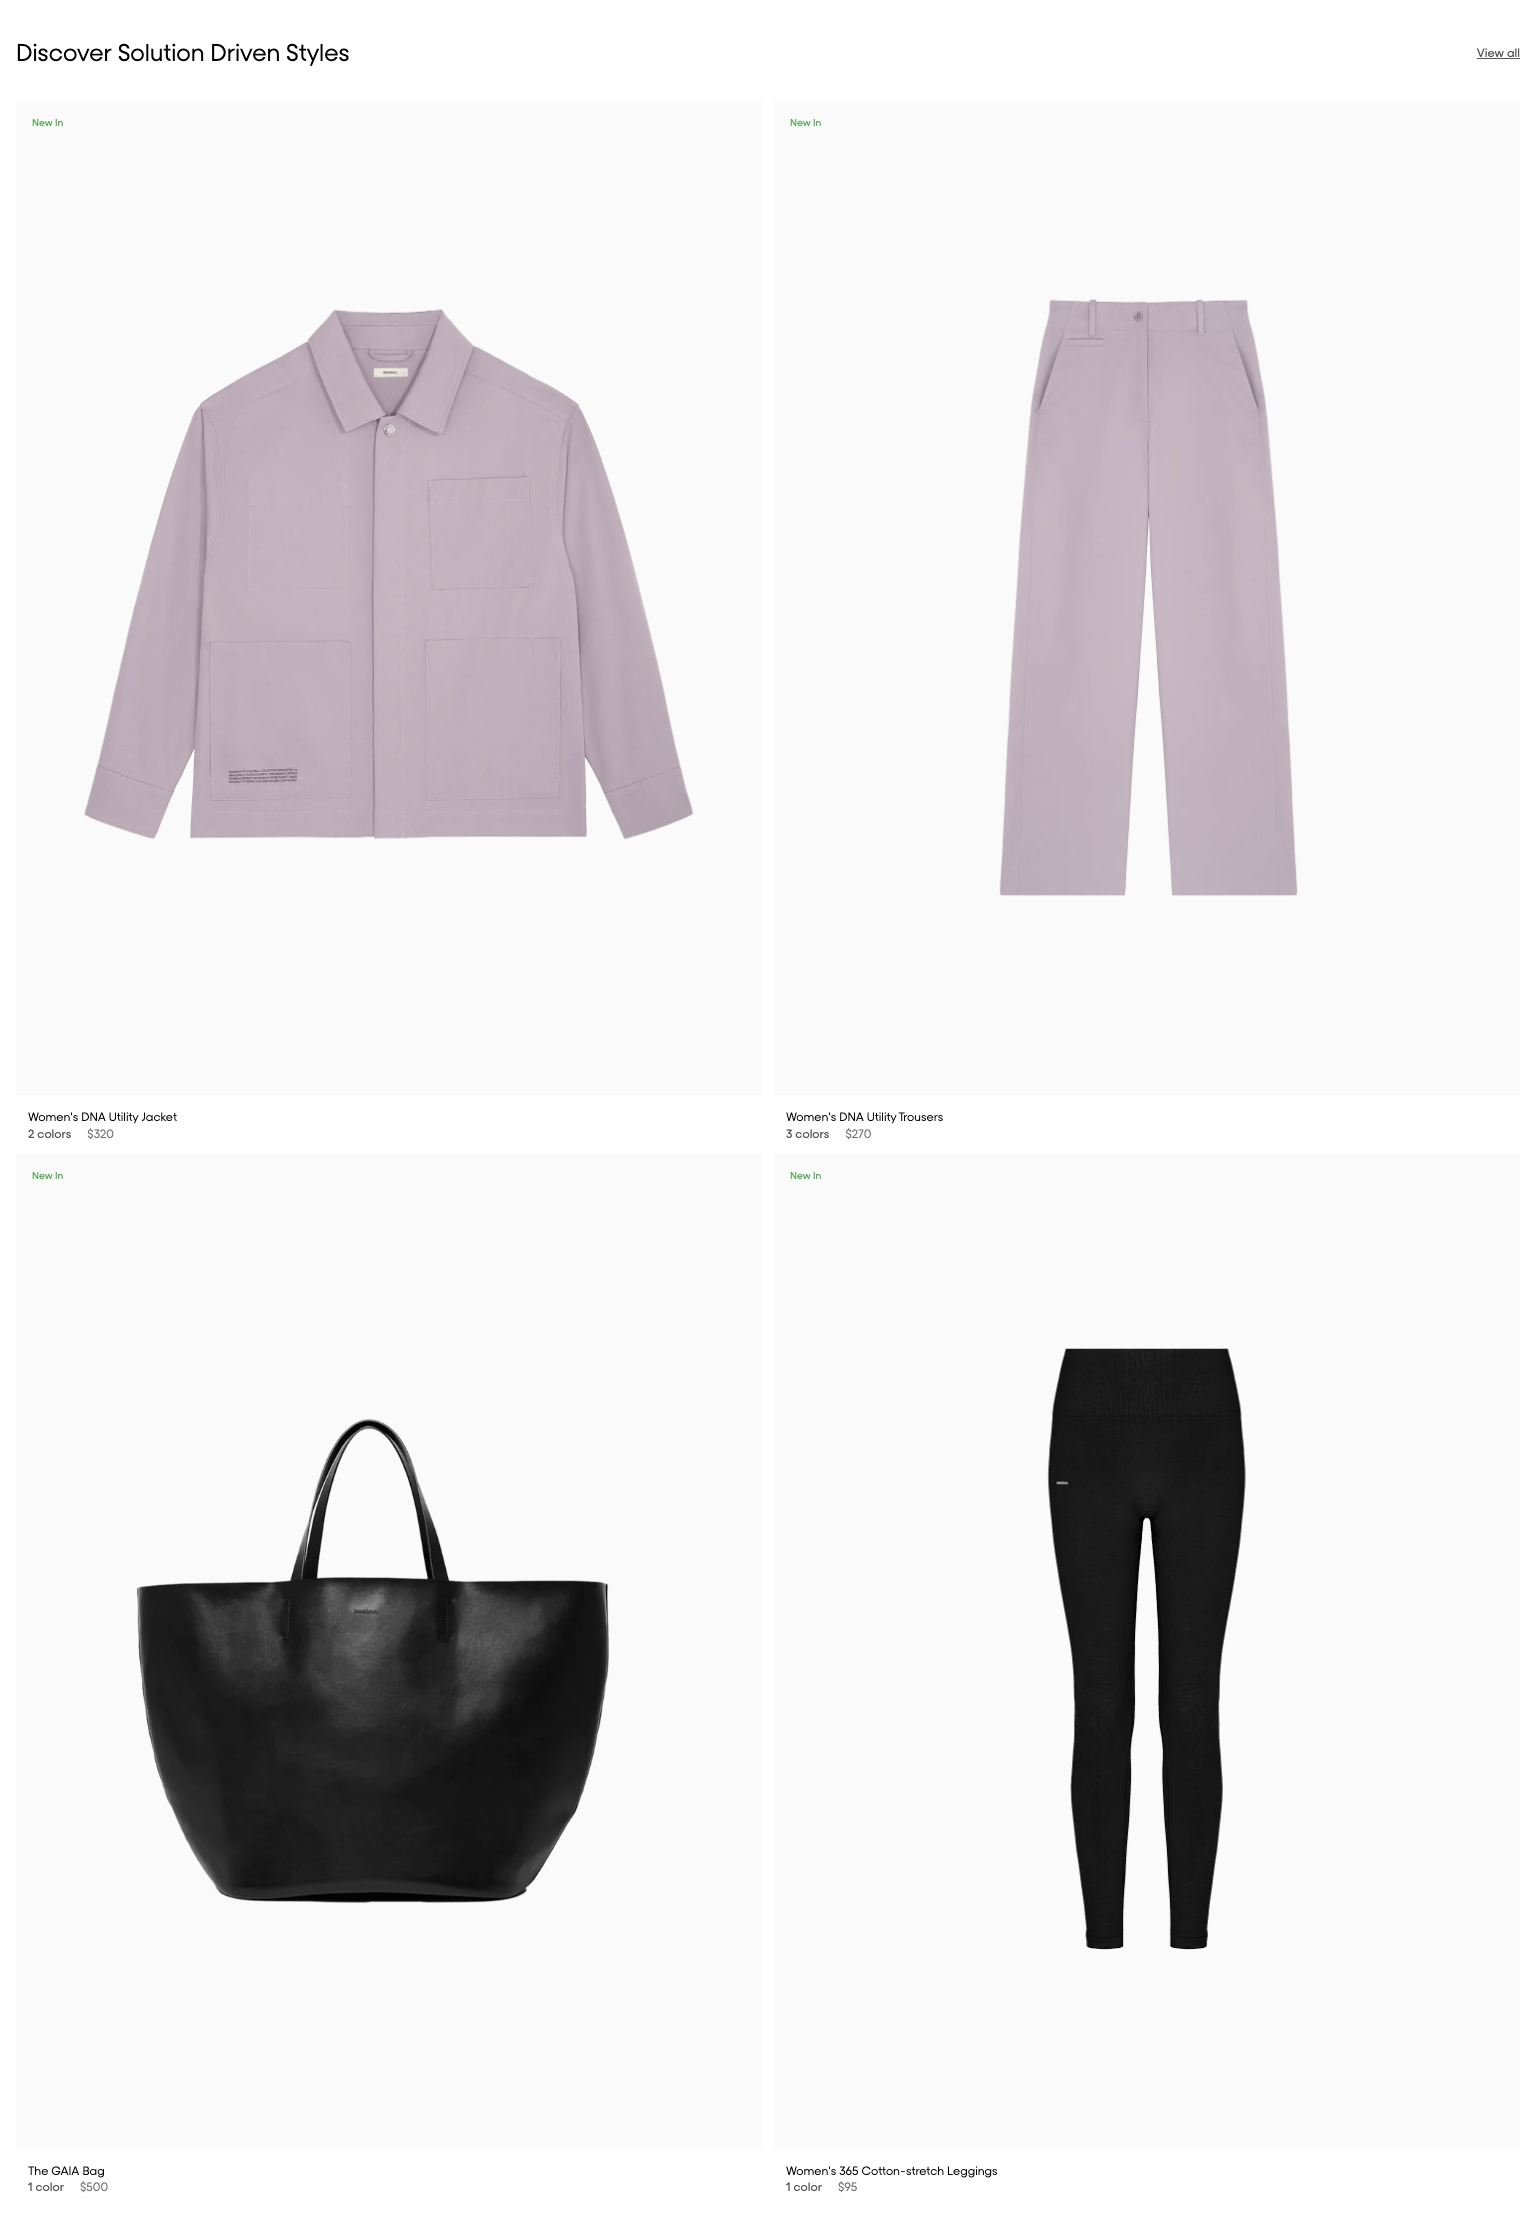 Discover Solution Driven Styles
View all
New In
New In
Women's DNA Utility Jacket
2 colors $320
Women's DNA Utility Trousers
3 colors $270
New In
New In
PANGAIA
The GAIA Bag
1 color $500
Women's 365 Cotton-stretch Leggings
1 color $95